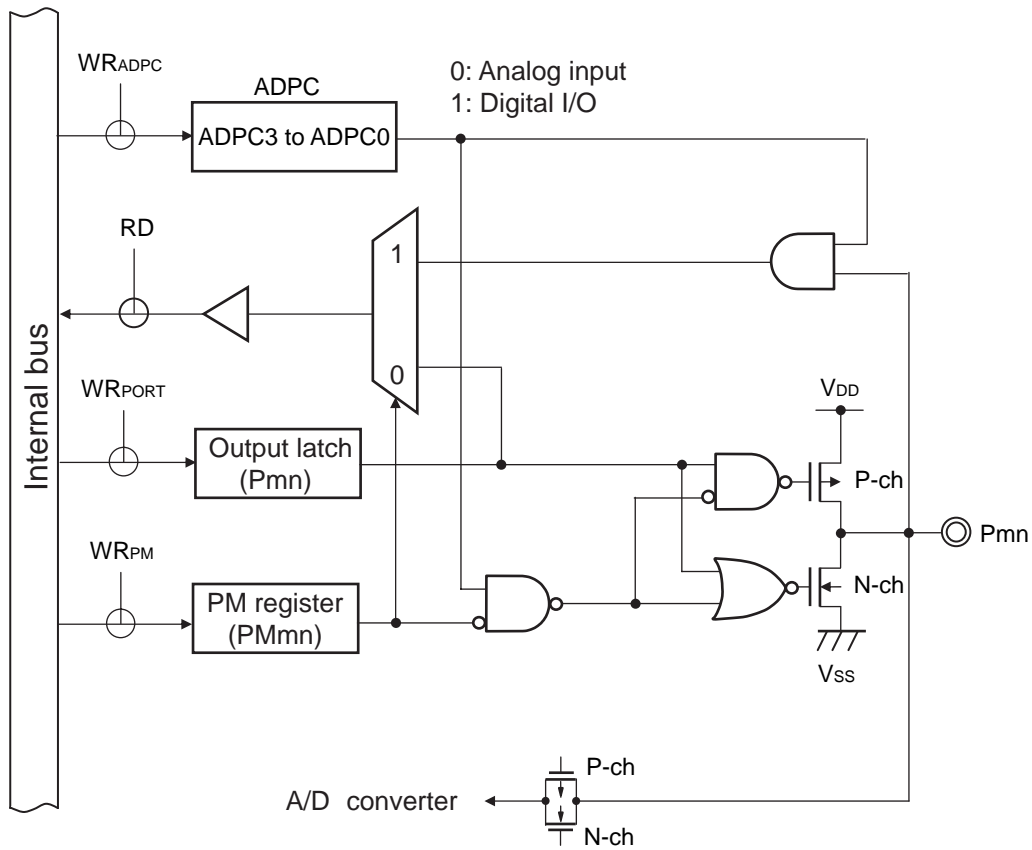 WRADPC
ADPC
0: Analog input
1: Digital I/O
ADPC3 to ADPC0
RD
1
0
Internal bus
WRPORT
Output latch
(Pmn)
VDD
P-ch
Pmn
N-ch
VSS
WRPM
PM register
(PMmn)
P-ch
A/D converter
N-ch